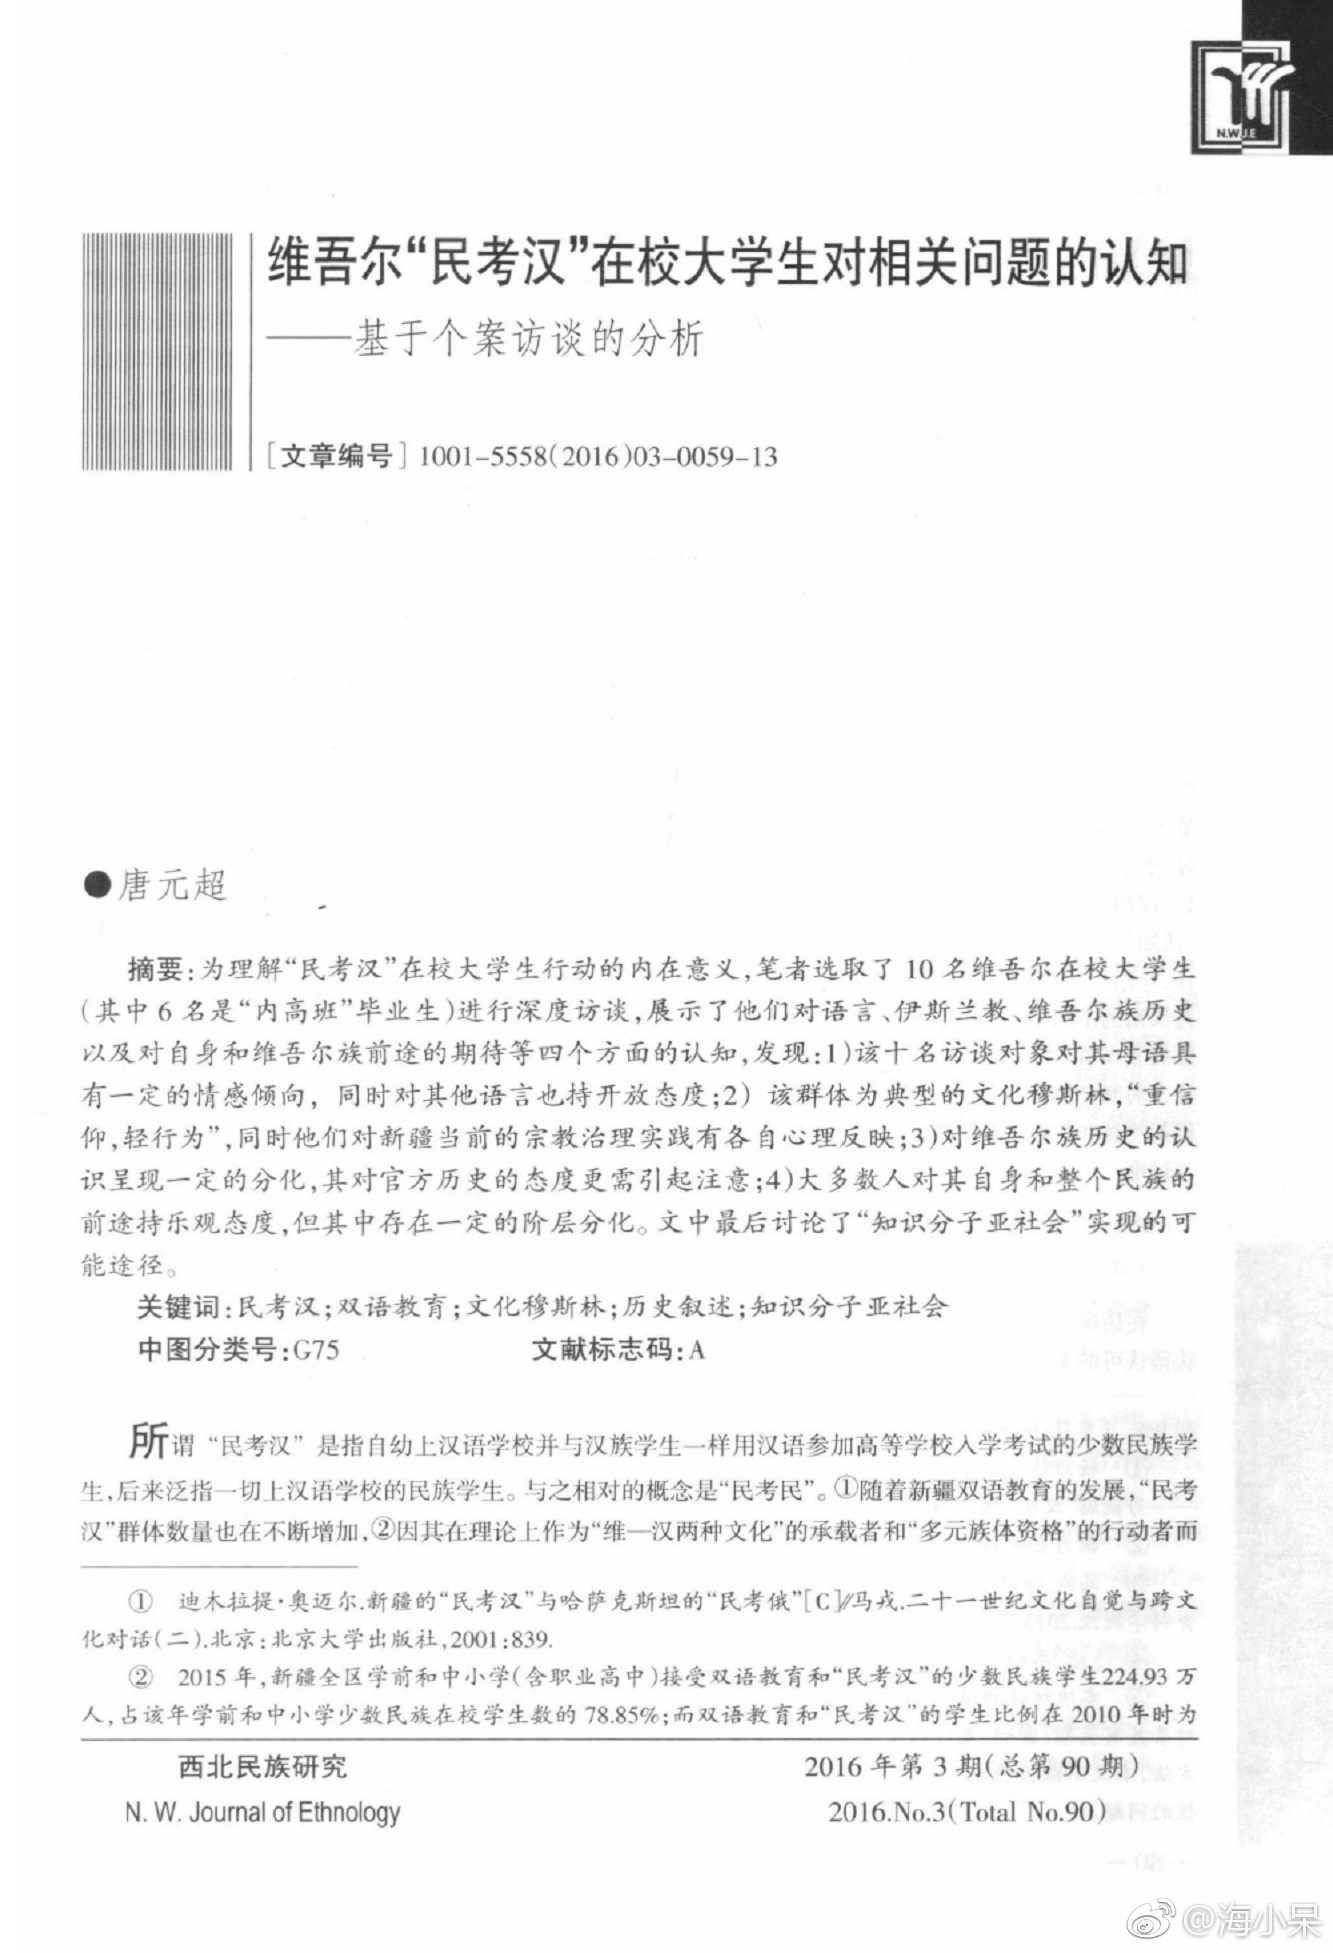 N.W.J.E
维吾尔“民考汉”在校大学生对相关问题的认知
——基于个案访谈的分析
[文章编号] 1001-5558(2016)03-0059-13
●唐元超
摘要:为理解“民考汉”在校大学生行动的内在意义,笔者选取了 10 名维吾尔在校大学生
(其中 6 名是“内高班”毕业生)进行深度访谈,展示了他们对语言、伊斯兰教、维吾尔族历史
以及对自身和维吾尔族前途的期待等四个方面的认知,发现:1)该十名访谈对象对其母语具
有一定的情感倾向，同时对其他语言也持开放态度;2) 该群体为典型的文化穆斯林,“重信
仰,轻行为”,同时他们对新疆当前的宗教治理实践有各自心理反映;3)对维吾尔族历史的认
识呈现一定的分化,其对官方历史的态度更需引起注意;4)大多数人对其自身和整个民族的
前途持乐观态度,但其中存在一定的阶层分化。文中最后讨论了“知识分子亚社会”实现的可
能途径。
关键词:民考汉;双语教育;文化穆斯林;历史叙述;知识分子亚社会
中图分类号:G75 文献标志码:A
所谓 “民考汉” 是指自幼上汉语学校并与汉族学生一样用汉语参加高等学校入学考试的少数民族学
生,后来泛指一切上汉语学校的民族学生。与之相对的概念是“民考民”。①随着新疆双语教育的发展,“民考
汉”群体数量也在不断增加,②因其在理论上作为“维—汉两种文化”的承载者和“多元族体资格”的行动者而
① 迪木拉提·奥迈尔.新疆的“民考汉”与哈萨克斯坦的“民考俄”[C]//马戎.二十一世纪文化自觉与跨文
化对话(二).北京:北京大学出版社,2001:839.
② 2015 年,新疆全区学前和中小学(含职业高中)接受双语教育和“民考汉”的少数民族学生224.93 万
人,占该年学前和中小学少数民族在校学生数的 78.85%;而双语教育和“民考汉”的学生比例在 2010 年时为
西北民族研究 2016 年第 3 期(总第 90 期)
N. W. Journal of Ethnology 2016.No.3(Total No.90)
@海小呆